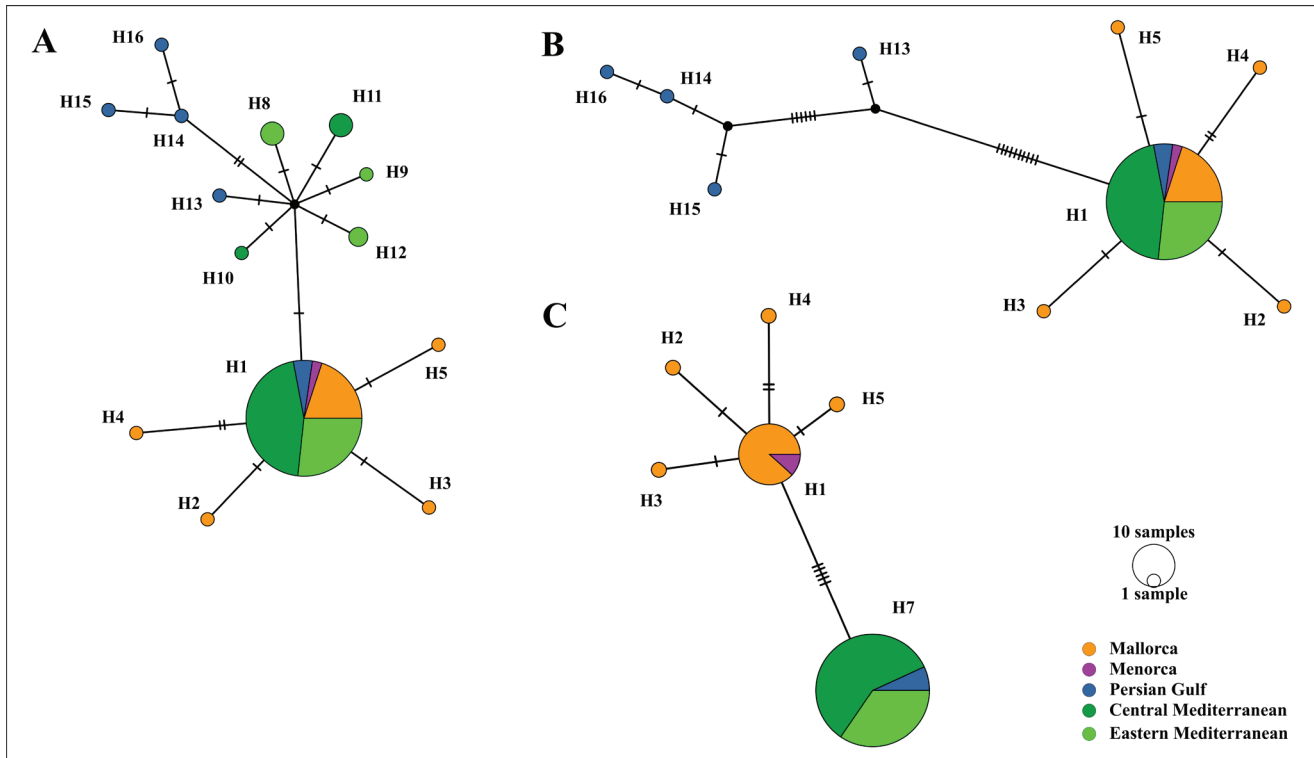 A
H16
H15
H14
H8
H11
H9
H13
H12
H10
H1
H5
H4
H3
H2
B
H5
H13
H4
H14
H16
H15
H1
H3
H2
C
H4
H2
H5
H3
H1
H7
10 samples
1 sample
Mallorca
Menorca
Persian Gulf
Central Mediterranean
Eastern Mediterranean